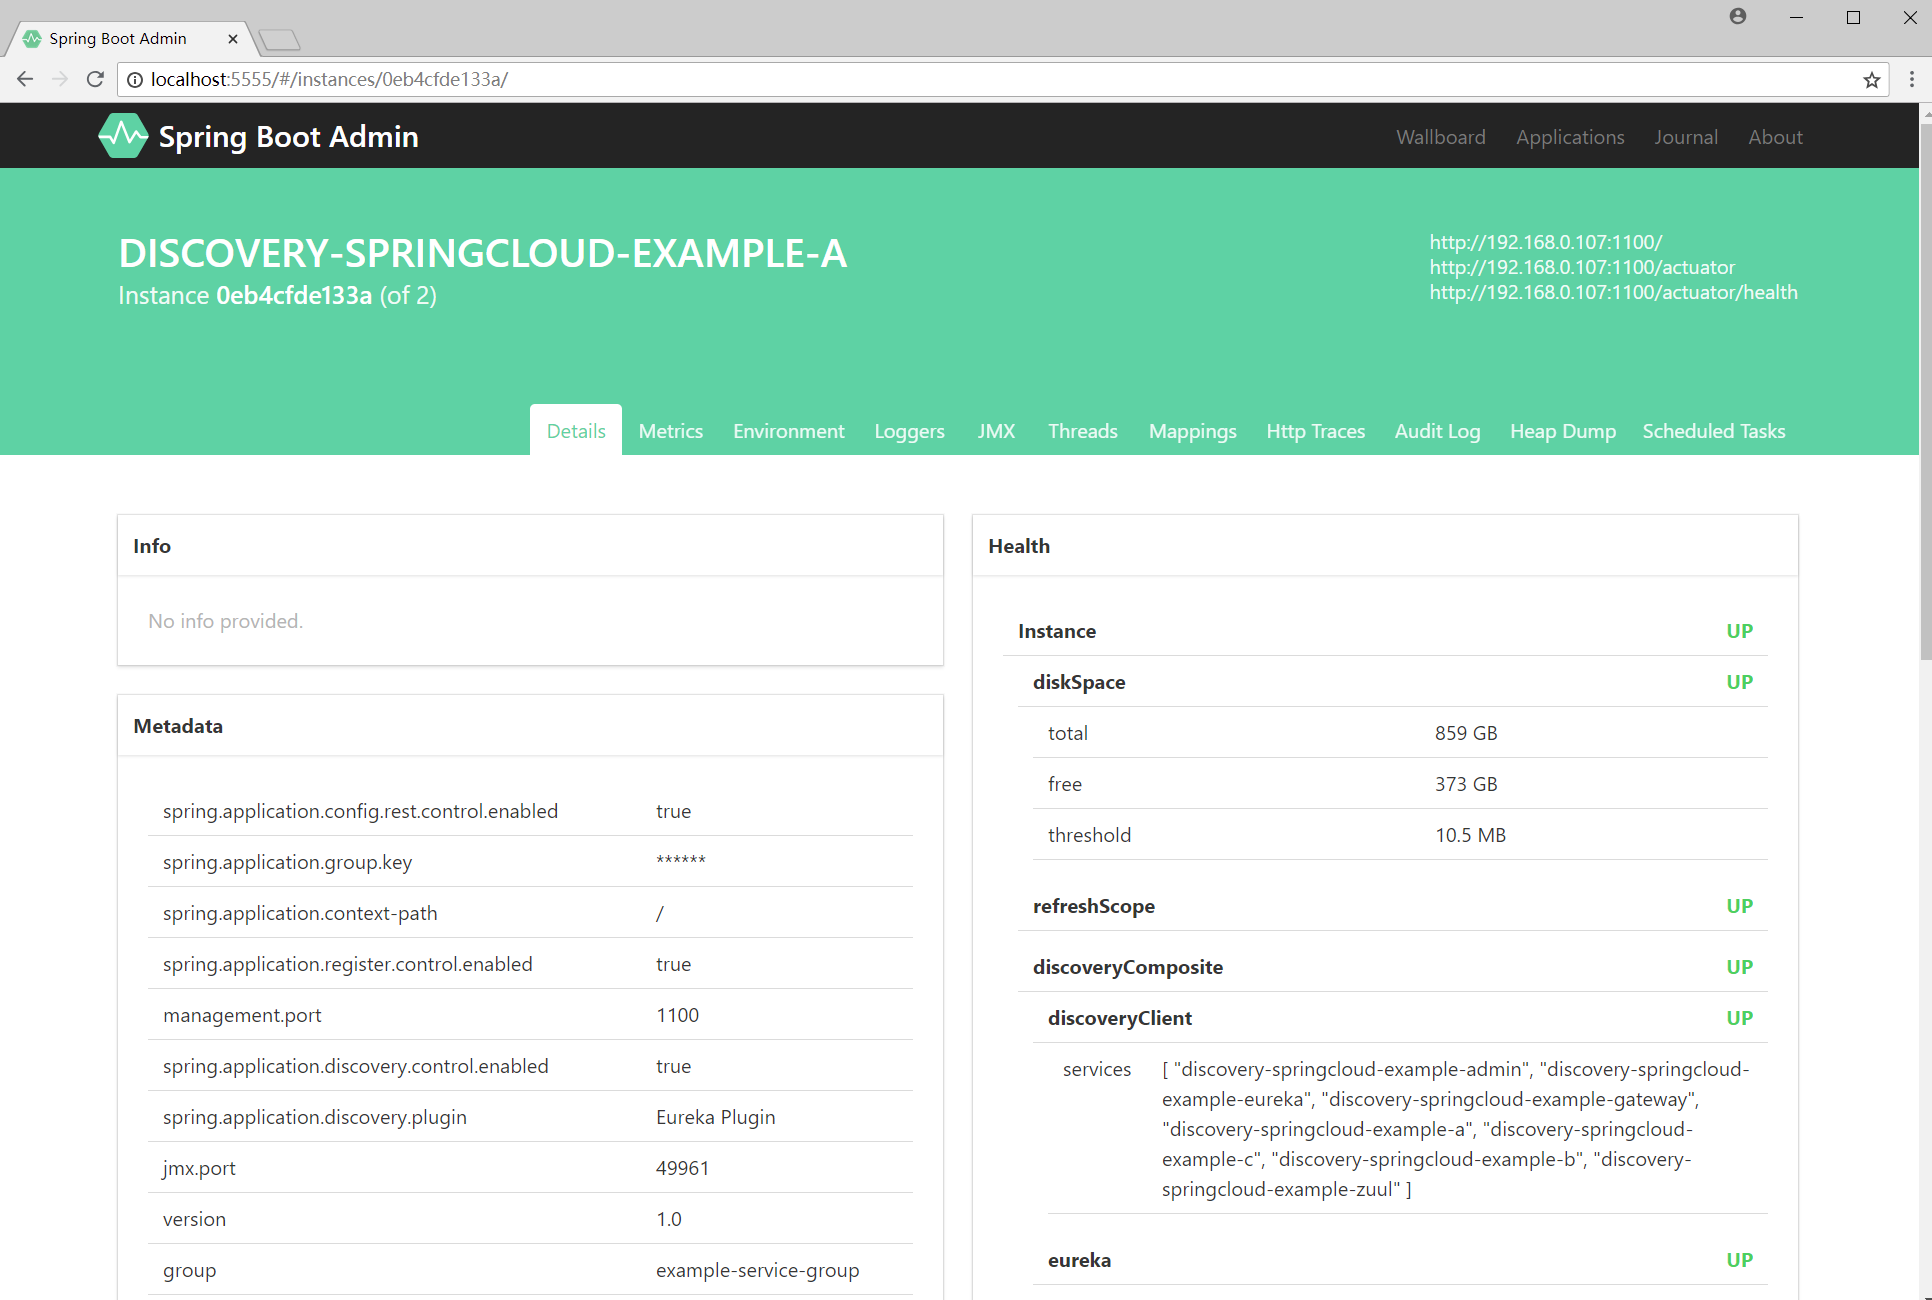 Spring Boot Admin
localhost:5555/#/instances/0eb4cfde133a/
Spring Boot Admin
Wallboard Applications Journal About
DISCOVERY-SPRINGCLOUD-EXAMPLE-A
Instance 0eb4cfde133a (of 2)
http://192.168.0.107:1100/
http://192.168.0.107:1100/actuator
http://192.168.0.107:1100/actuator/health
Details Metrics Environment Loggers JMX Threads Mappings Http Traces Audit Log Heap Dump Scheduled Tasks
Info
No info provided.
Metadata
spring.application.config.rest.control.enabled true
spring.application.group.key ******
spring.application.context-path /
spring.application.register.control.enabled true
management.port 1100
spring.application.discovery.control.enabled true
spring.application.discovery.plugin Eureka Plugin
jmx.port 49961
version 1.0
group example-service-group
Health
Instance UP
diskSpace UP
total 859 GB
free 373 GB
threshold 10.5 MB
refreshScope UP
discoveryComposite UP
discoveryClient UP
services [ "discovery-springcloud-example-admin", "discovery-springcloud-
example-eureka", "discovery-springcloud-example-gateway",
"discovery-springcloud-example-a", "discovery-springcloud-
example-c", "discovery-springcloud-example-b", "discovery-
springcloud-example-zuul" ]
eureka UP